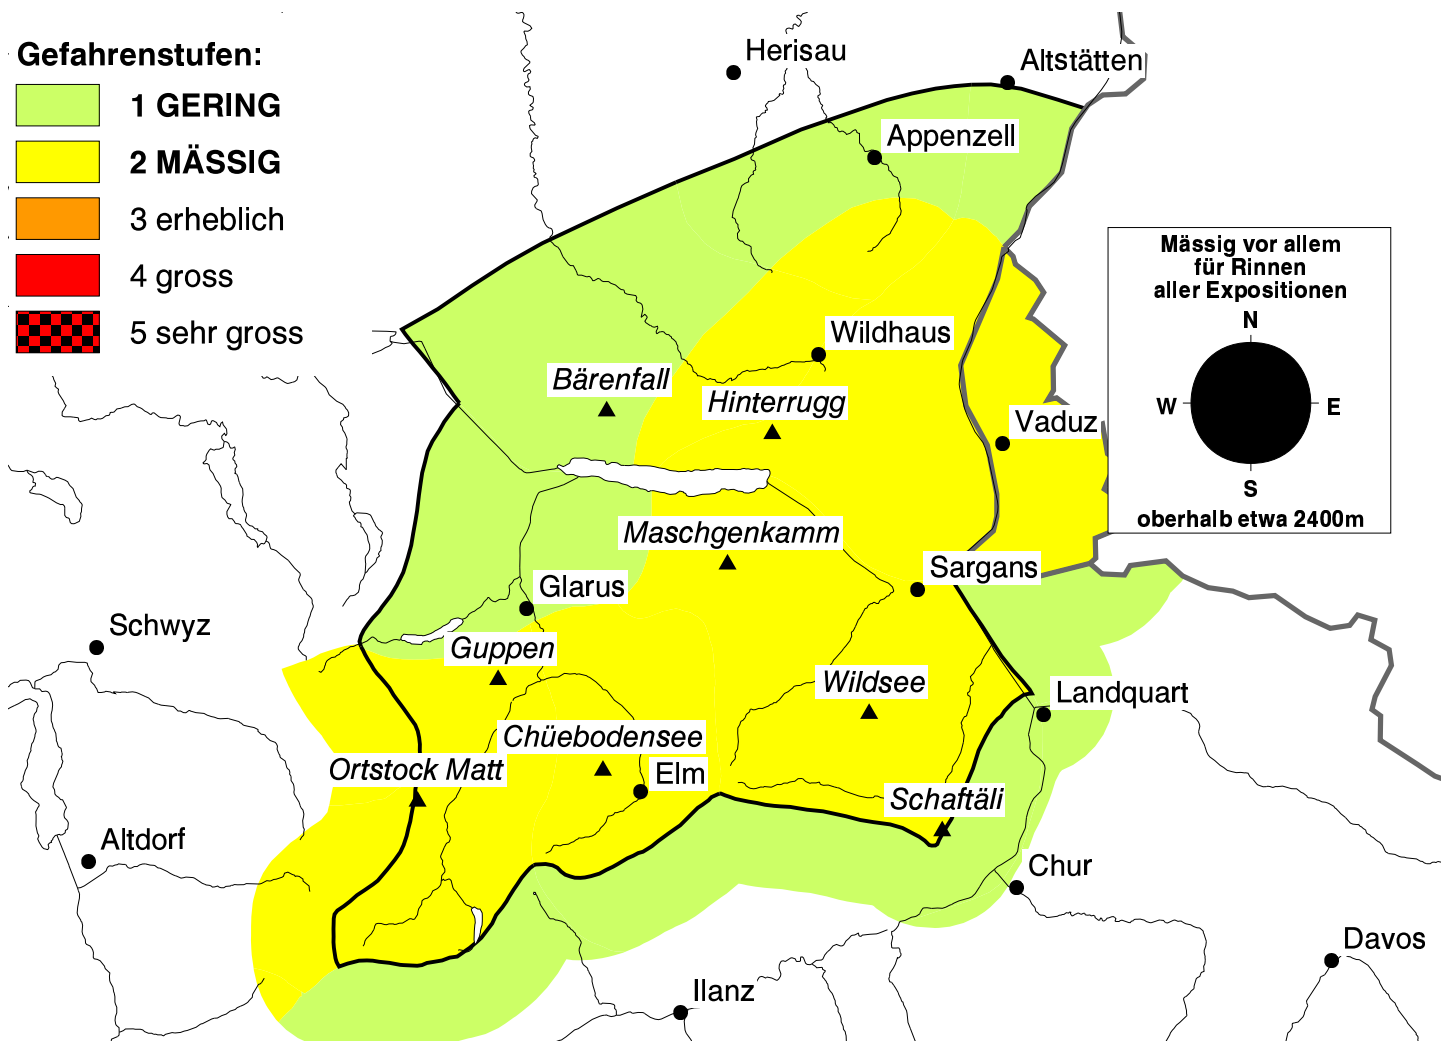 Gefahrenstufen:
1 GERING
2 MÄSSIG
3 erheblich
4 gross
5 sehr gross
Herisau
Altstätten
Appenzell
Wildhaus
Bärenfall
Hinterrugg
Vaduz
Maschgenkamm
Sargans
Glarus
Schwyz
Guppen
Wildsee
Landquart
Chüebodensee
Ortstock Matt
Elm
Schaftäli
Altdorf
Chur
Davos
Ilanz
Mässig vor allem
für Rinnen
aller Expositionen
N
W
E
S
oberhalb etwa 2400m